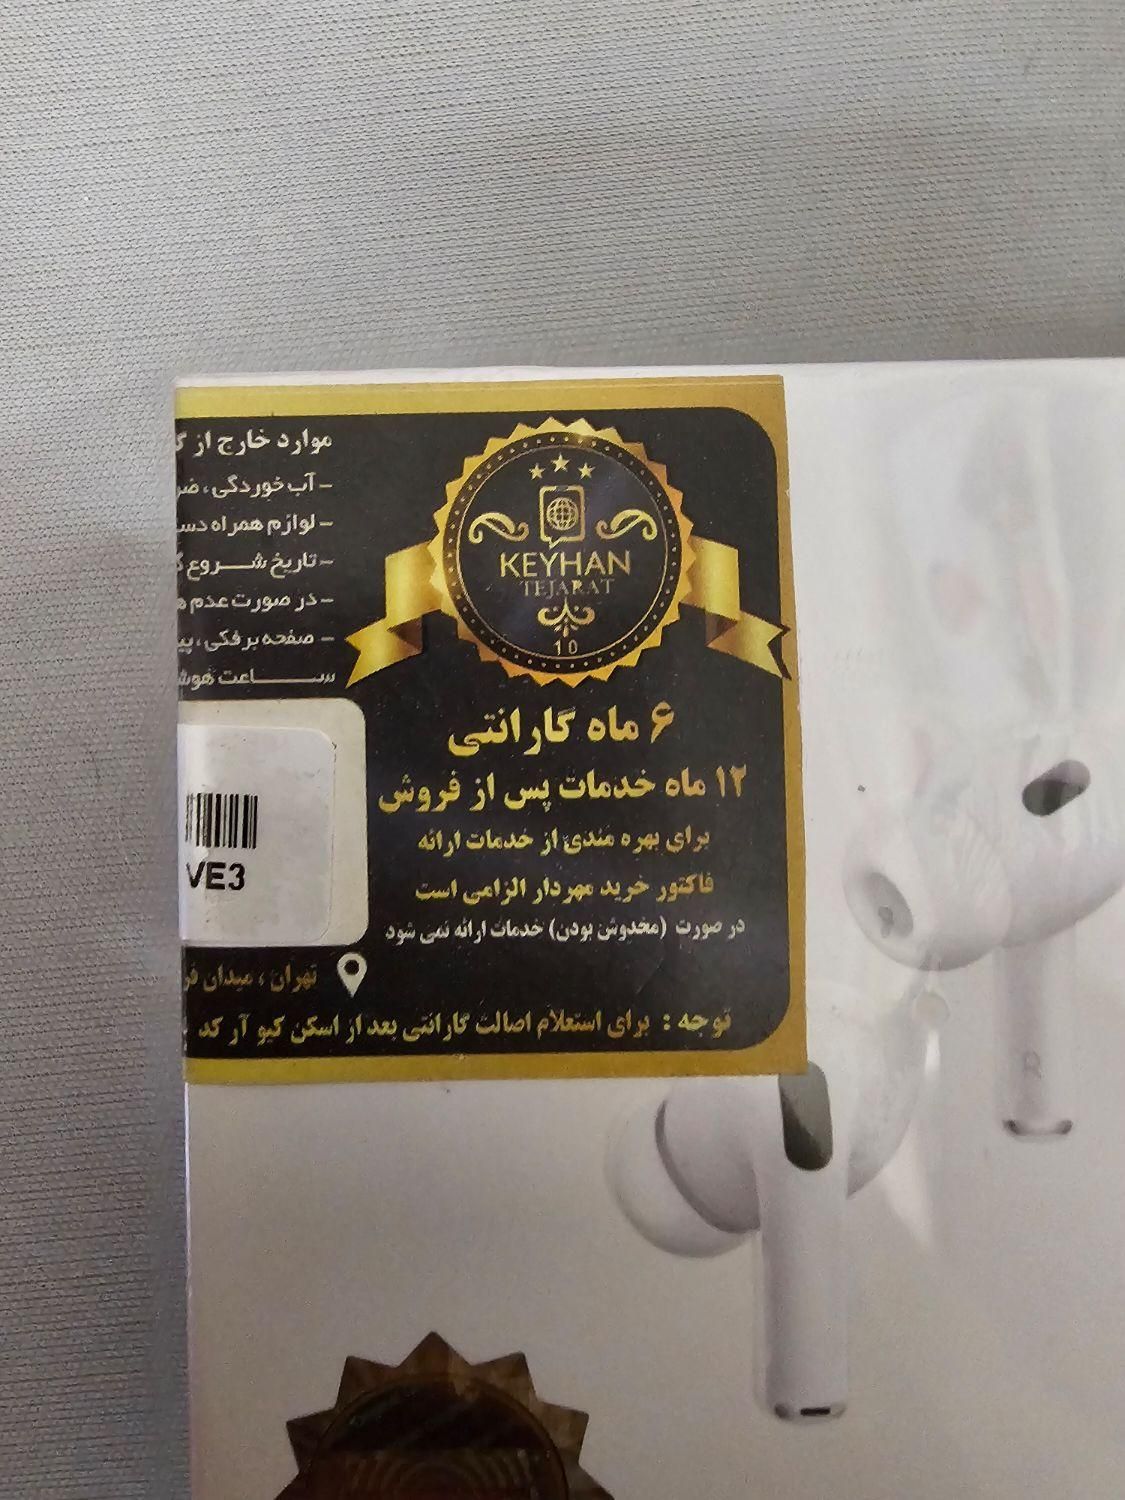 KEYHAN
TEJARAT
10
۶ ماه گارانتی
۱۲ ماه خدمات پس از فروش
برای بهره مندی از خدمات ارائه
فاکتور خرید مهردار الزامی است
در صورت (مخدوش بودن) خدمات ارائه نمی شود
موارد خارج از
- آب خوردگی ،
- لوازم همراه
- تاریخ شروع
- در صورت عدم
- صفحه برفکی ،
ساعت
VE3
تهران ، میدان
توجه : برای استعلام اصالت گارانتی بعد از اسکن کیو آر کد
R